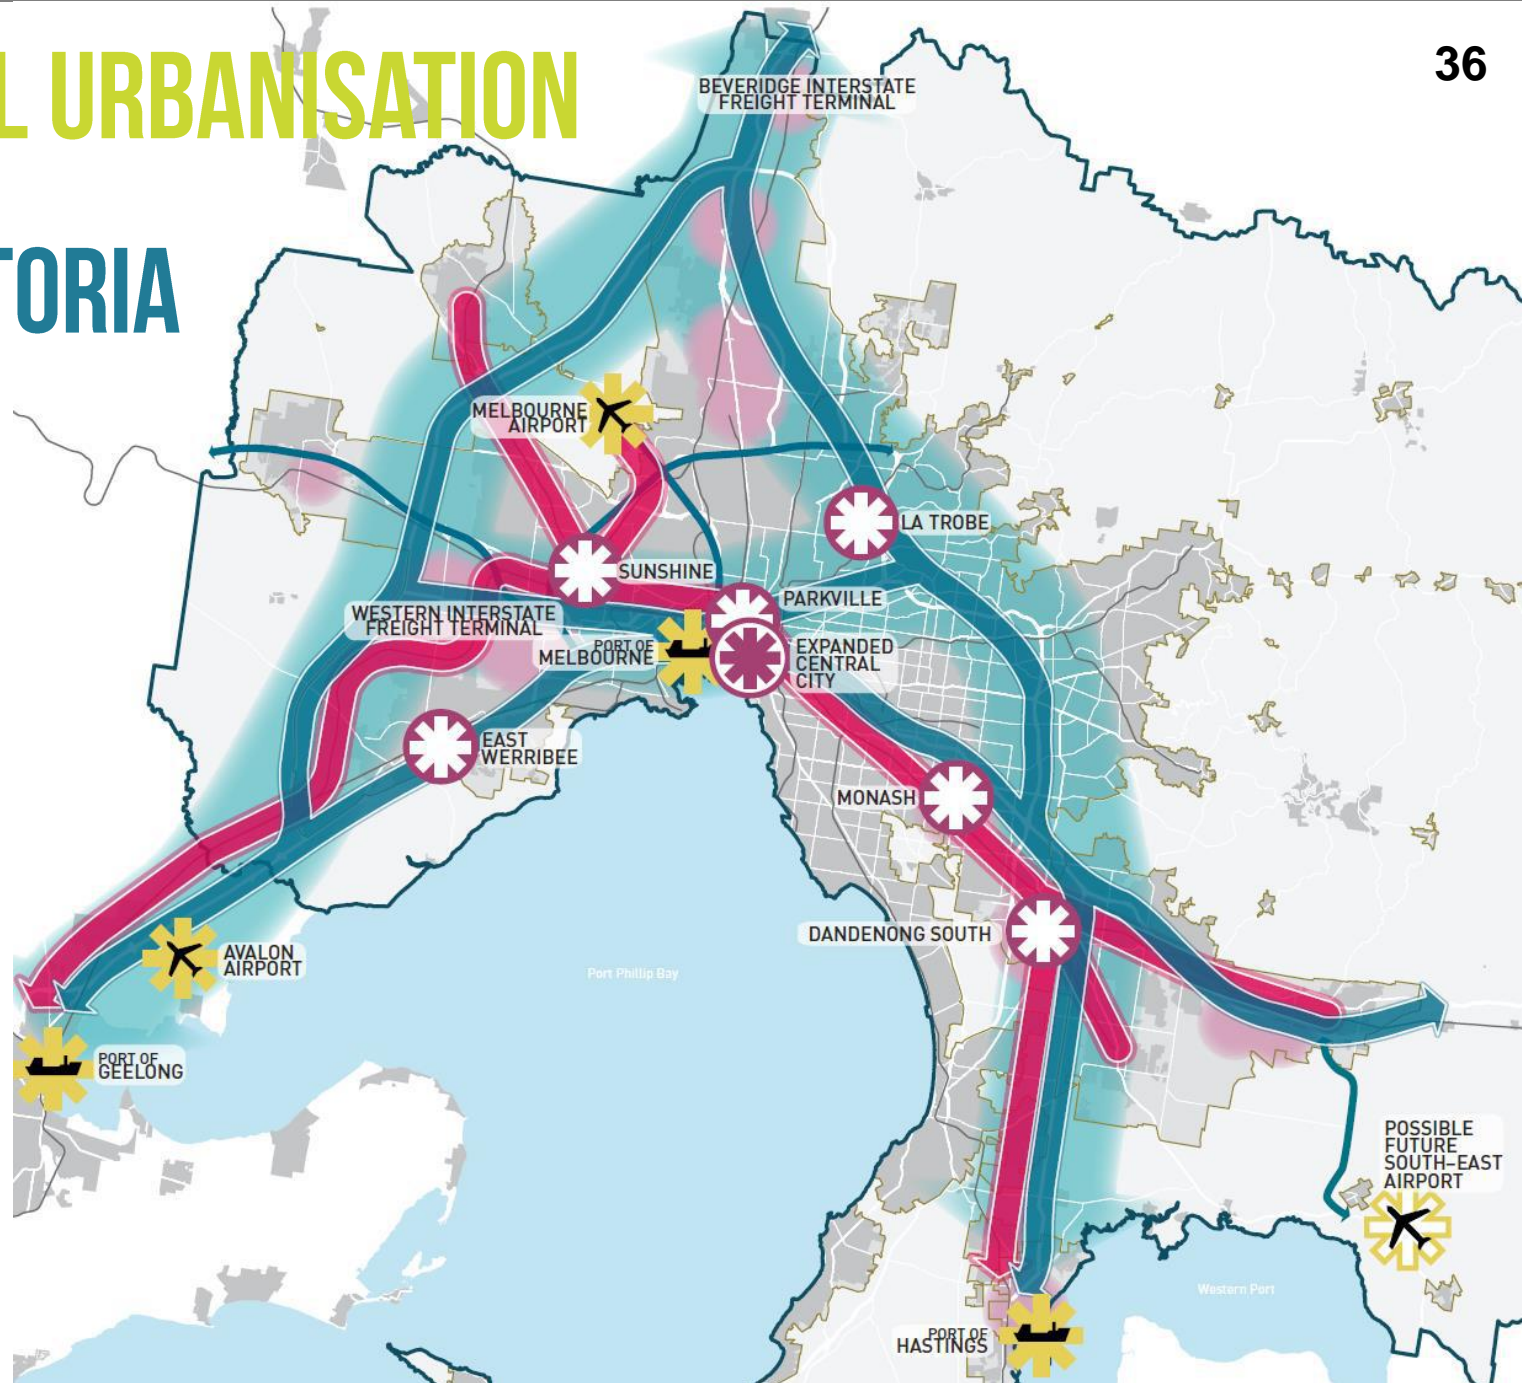 L URBANISATION
36
TORIA
BEVERIDGE INTERSTATE
FREIGHT TERMINAL
MELBOURNE
AIRPORT
LA TROBE
SUNSHINE
PARKVILLE
WESTERN INTERSTATE
FREIGHT TERMINAL
PORT OF
MELBOURNE
EXPANDED
CENTRAL
CITY
EAST
WERRIBEE
MONASH
DANDENONG SOUTH
AVALON
AIRPORT
Port Phillip Bay
PORT OF
GEELONG
POSSIBLE
FUTURE
SOUTH–EAST
AIRPORT
Western Port
PORT OF
HASTINGS